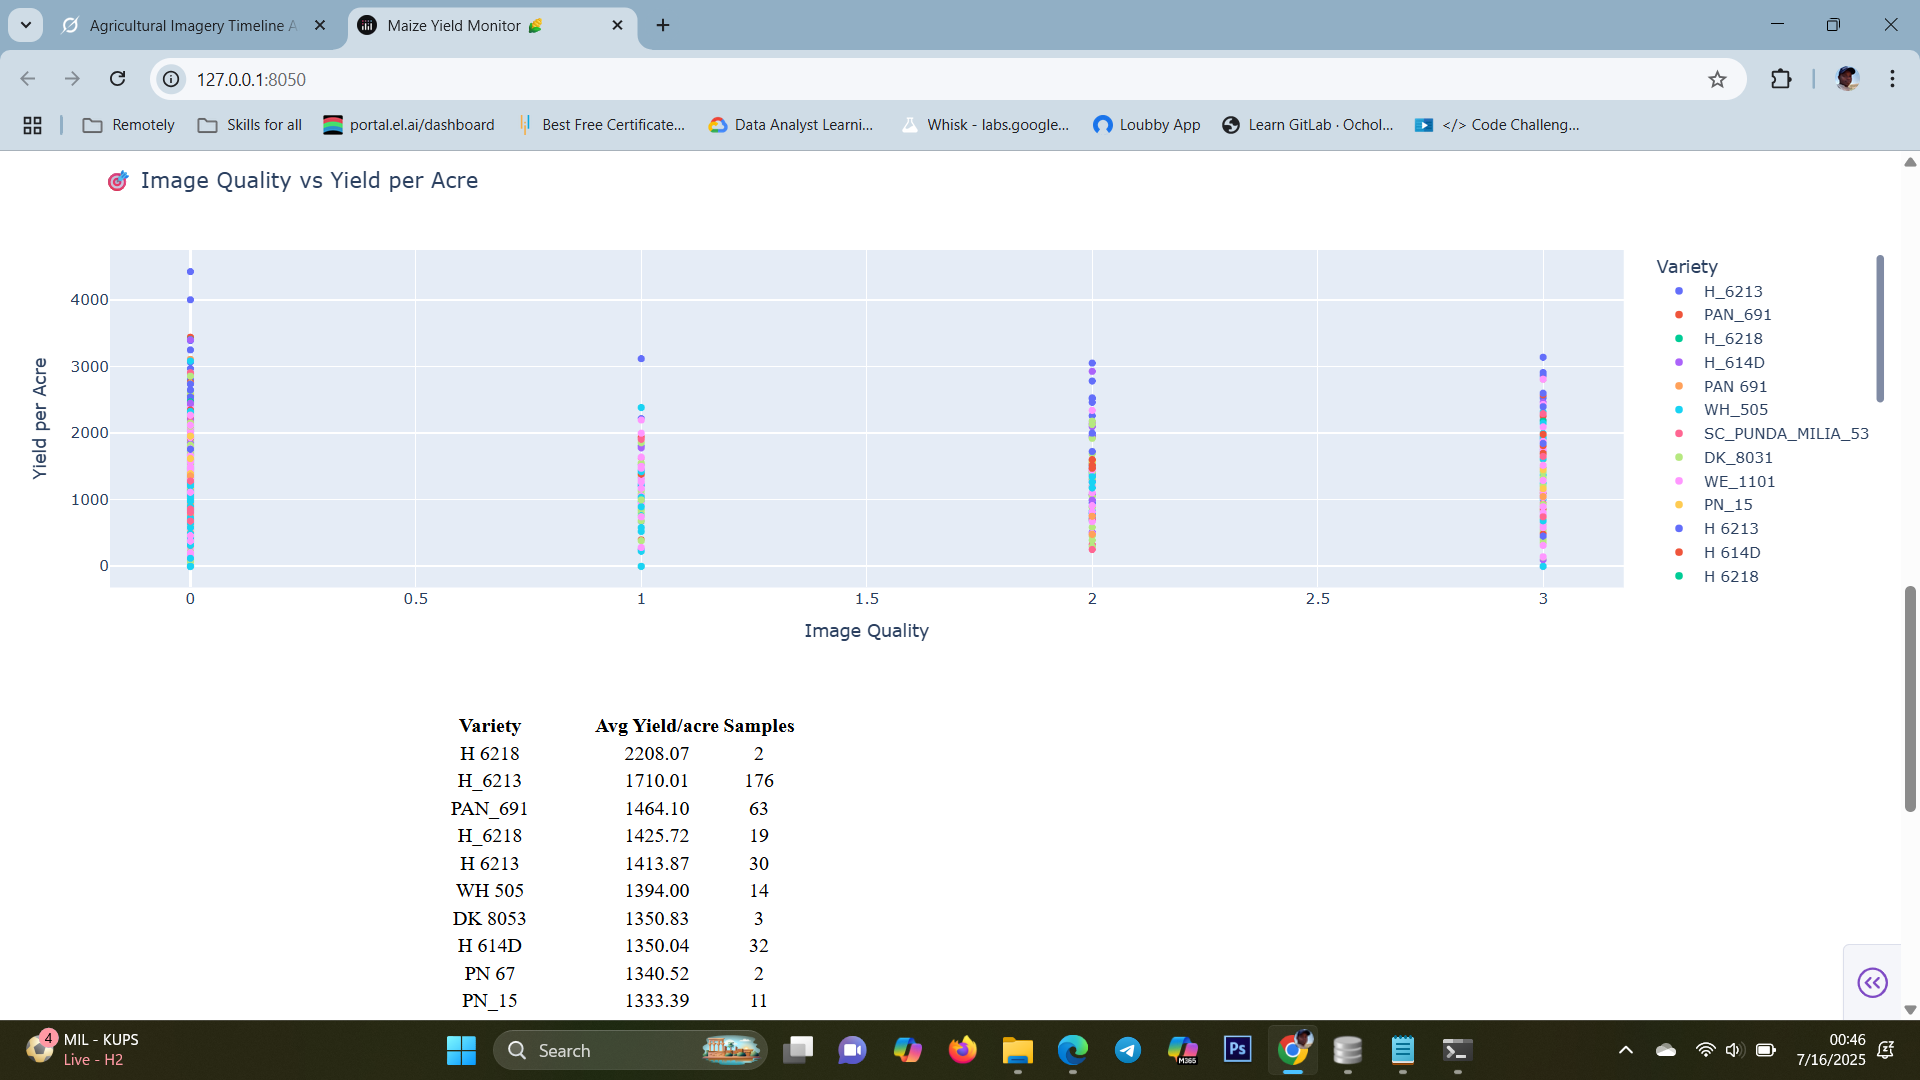 Agricultural Imagery Timeline A
Maize Yield Monitor
127.0.0.1:8050
Remotely
Skills for all
portal.el.ai/dashboard
Best Free Certificate...
Data Analyst Learni...
Whisk - labs.google...
Loubby App
Learn GitLab · Ochol...
</> Code Challeng...
Image Quality vs Yield per Acre
Yield per Acre
4000
3000
2000
1000
0
0
0.5
1
1.5
2
2.5
3
Image Quality
Variety
H_6213
PAN_691
H_6218
H_614D
PAN 691
WH_505
SC_PUNDA_MILIA_53
DK_8031
WE_1101
PN_15
H 6213
H 614D
H 6218
Variety Avg Yield/acre Samples
H 6218 2208.07 2
H_6213 1710.01 176
PAN_691 1464.10 63
H_6218 1425.72 19
H 6213 1413.87 30
WH 505 1394.00 14
DK 8053 1350.83 3
H 614D 1350.04 32
PN 67 1340.52 2
PN_15 1333.39 11
4
MIL - KUPS
Live - H2
Search
M365
Ps
00:46
7/16/2025